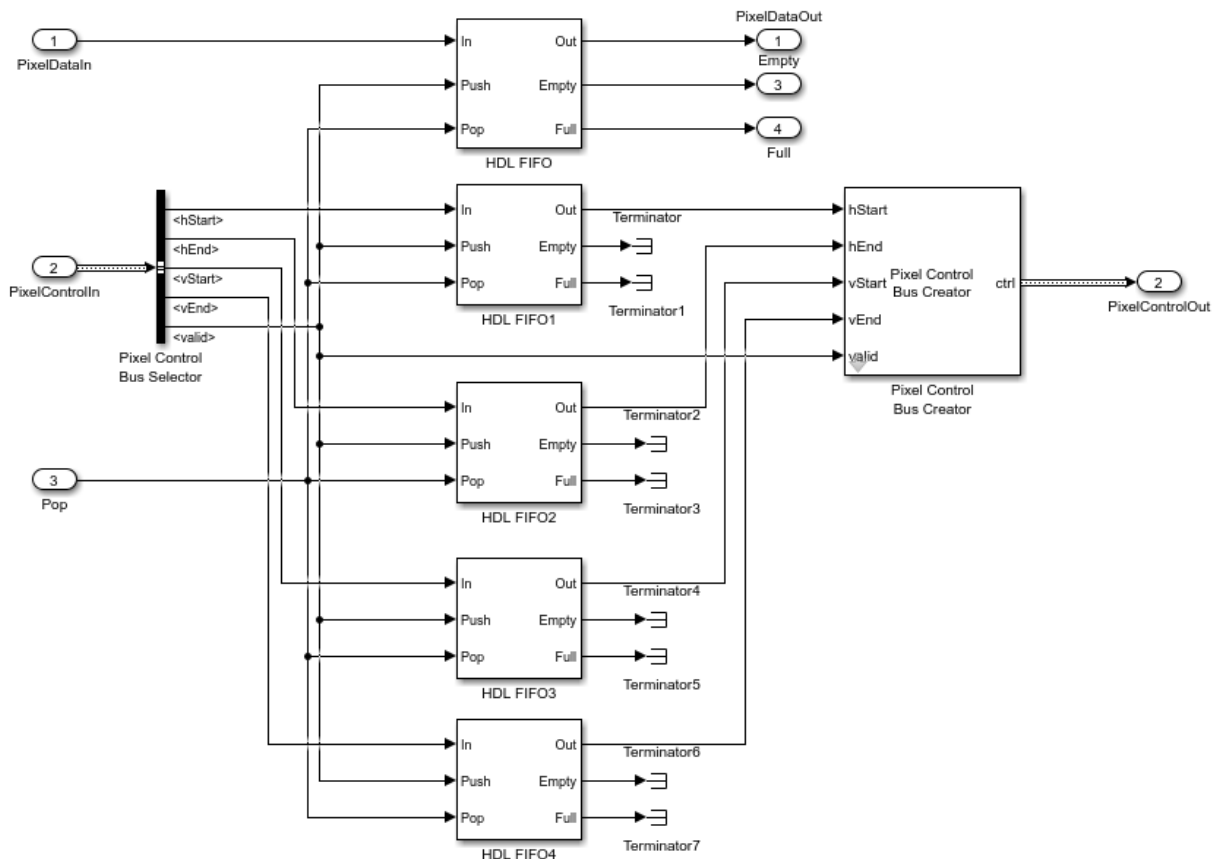 PixelDataOut
1
PixelDataIn
In
Push
Pop
Out
Empty
Full
HDL FIFO
1
Empty
3
4
Full
<hStart>
<hEnd>
<vStart>
<vEnd>
<valid>
Pixel Control
Bus Selector
2
PixelControlIn
In
Push
Pop
Out
Empty
Full
HDL FIFO1
Terminator
Terminator1
hStart
hEnd
vStart
vEnd
valid
Pixel Control
Bus Creator
ctrl
Pixel Control
Bus Creator
2
PixelControlOut
3
Pop
In
Push
Pop
Out
Empty
Full
HDL FIFO2
Terminator2
Terminator3
In
Push
Pop
Out
Empty
Full
HDL FIFO3
Terminator4
Terminator5
In
Push
Pop
Out
Empty
Full
HDL FIFO4
Terminator6
Terminator7